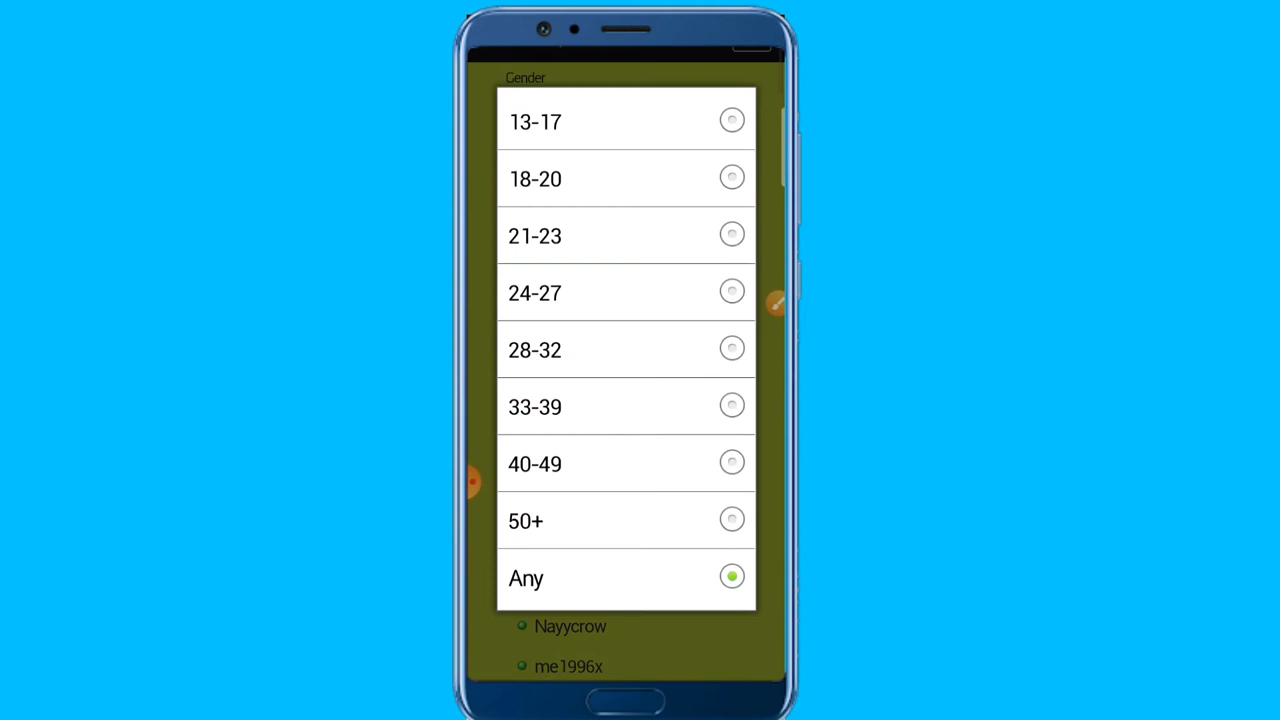 Gender
13-17
18-20
21-23
24-27
28-32
33-39
40-49
50+
Any
Nayycrow
me1996x